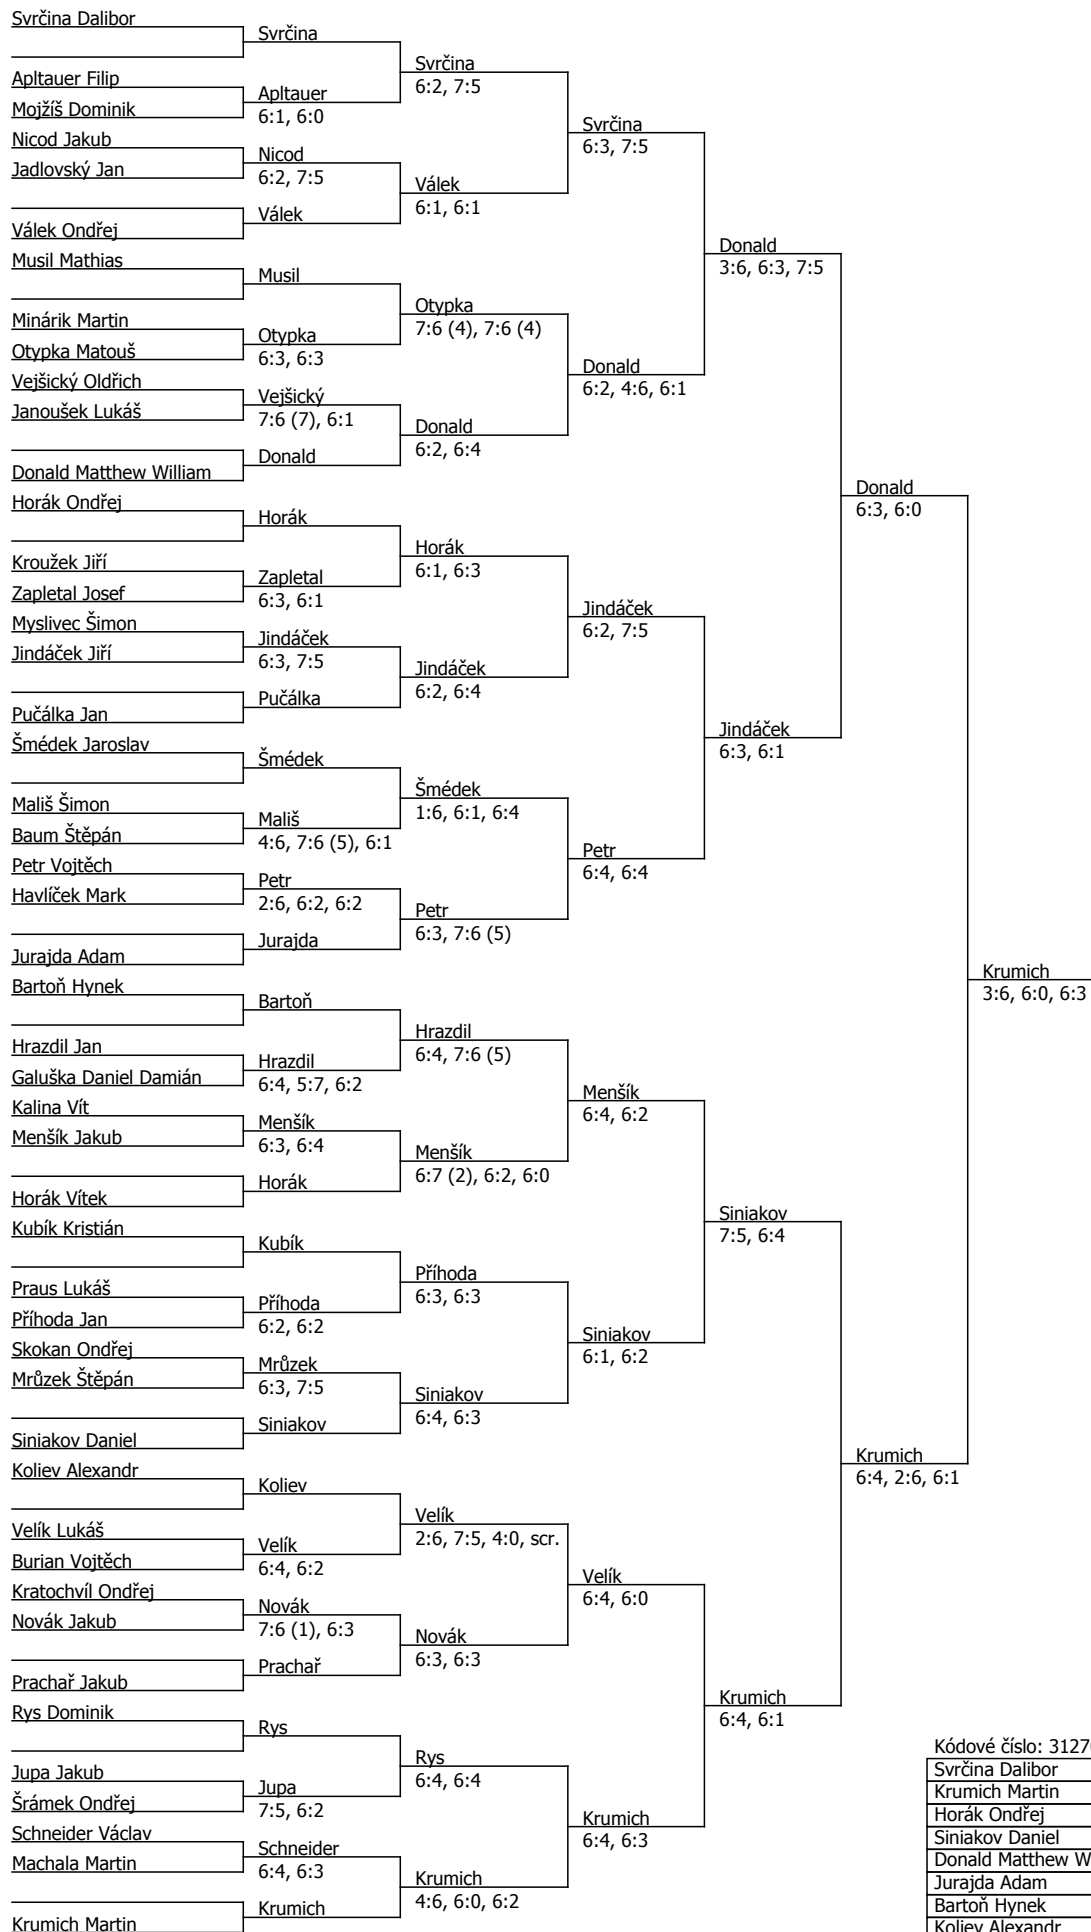 Svrčina Dalibor
Apltauer Filip
Mojžíš Dominik
Nicod Jakub
Jadlovský Jan
Válek Ondřej
Musil Mathias
Minárik Martin
Otypka Matouš
Vejšický Oldřich
Janoušek Lukáš
Donald Matthew William
Horák Ondřej
Kroužek Jiří
Zapletal Josef
Myslivec Šimon
Jindáček Jiří
Pučálka Jan
Šmédek Jaroslav
Mališ Šimon
Baum Štěpán
Petr Vojtěch
Havlíček Mark
Jurajda Adam
Bartoň Hynek
Hrazdil Jan
Galuška Daniel Damián
Kalina Vít
Menšík Jakub
Horák Vítek
Kubík Kristián
Praus Lukáš
Příhoda Jan
Skokan Ondřej
Mrůzek Štěpán
Siniakov Daniel
Koliev Alexandr
Velík Lukáš
Burian Vojtěch
Kratochvíl Ondřej
Novák Jakub
Prachař Jakub
Rys Dominik
Jupa Jakub
Šrámek Ondřej
Schneider Václav
Machala Martin
Krumich Martin
Svrčina
Apltauer
6:1, 6:0
Nicod
6:2, 7:5
Válek
Musil
Otypka
6:3, 6:3
Vejšický
7:6 (7), 6:1
Donald
Horák
Zapletal
6:3, 6:1
Jindáček
6:3, 7:5
Pučálka
Šmédek
Mališ
4:6, 7:6 (5), 6:1
Petr
2:6, 6:2, 6:2
Jurajda
Bartoň
Hrazdil
6:4, 5:7, 6:2
Menšík
6:3, 6:4
Horák
Kubík
Příhoda
6:2, 6:2
Mrůzek
6:3, 7:5
Siniakov
Koliev
Velík
6:4, 6:2
Novák
7:6 (1), 6:3
Prachař
Rys
Jupa
7:5, 6:2
Schneider
6:4, 6:3
Krumich
Svrčina
6:2, 7:5
Válek
6:1, 6:1
Otypka
7:6 (4), 7:6 (4)
Donald
6:2, 6:4
Horák
6:1, 6:3
Jindáček
6:2, 6:4
Šmédek
1:6, 6:1, 6:4
Petr
6:3, 7:6 (5)
Hrazdil
6:4, 7:6 (5)
Menšík
6:7 (2), 6:2, 6:0
Příhoda
6:3, 6:3
Siniakov
6:4, 6:3
Velík
2:6, 7:5, 4:0, scr.
Novák
6:3, 6:3
Rys
6:4, 6:4
Krumich
4:6, 6:0, 6:2
Svrčina
6:3, 7:5
Donald
6:2, 4:6, 6:1
Jindáček
6:2, 7:5
Petr
6:4, 6:4
Menšík
6:4, 6:2
Siniakov
6:1, 6:2
Velík
6:4, 6:0
Krumich
6:4, 6:3
Donald
3:6, 6:3, 7:5
Jindáček
6:3, 6:1
Siniakov
7:5, 6:4
Krumich
6:4, 6:1
Donald
6:3, 6:0
Krumich
6:4, 2:6, 6:1
Krumich
3:6, 6:0, 6:3
Kódové číslo: 3127
Svrčina Dalibor
Krumich Martin
Horák Ondřej
Siniakov Daniel
Donald Matthew W
Jurajda Adam
Bartoň Hynek
Koliev Alexandr